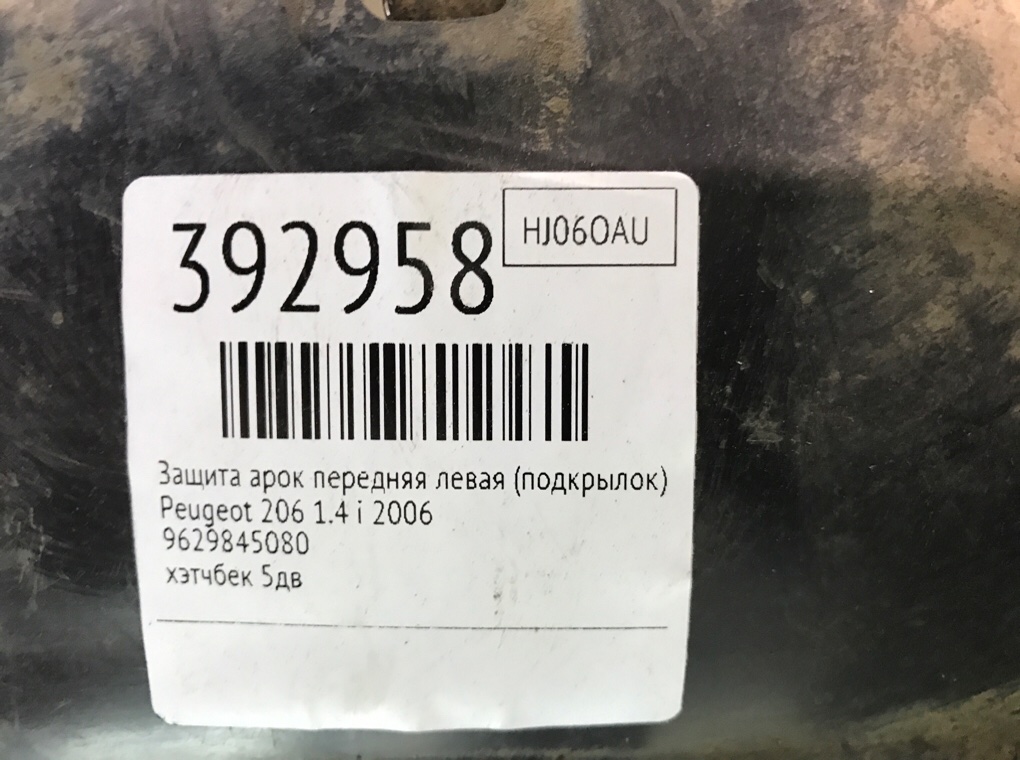 392958
HJ06OAU
Защита арок передняя левая (подкрылок)
Peugeot 206 1.4 i 2006
9629845080
хэтчбек 5дв